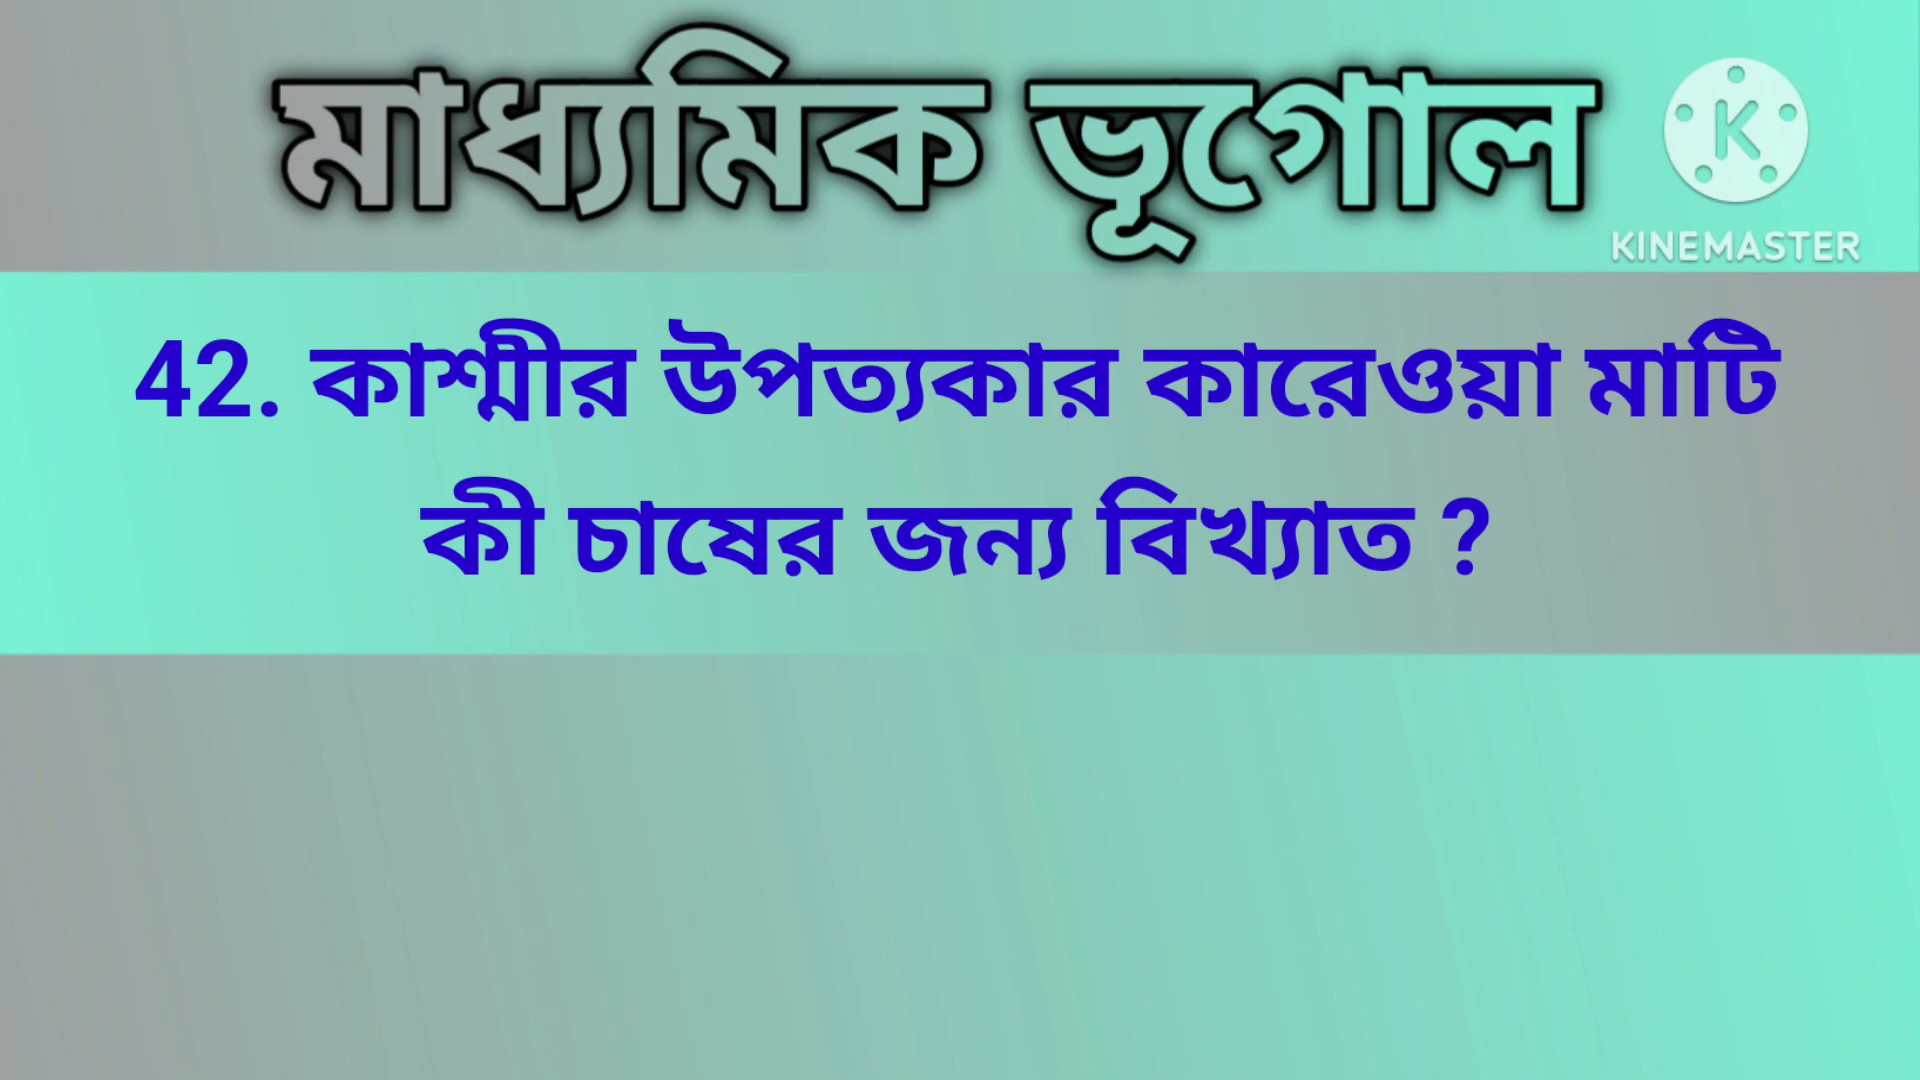 মাধ্যমিক ভূগোল
K
KINEMASTER
42. কাশ্মীর উপত্যকার কারেওয়া মাটি
কী চাষের জন্য বিখ্যাত ?